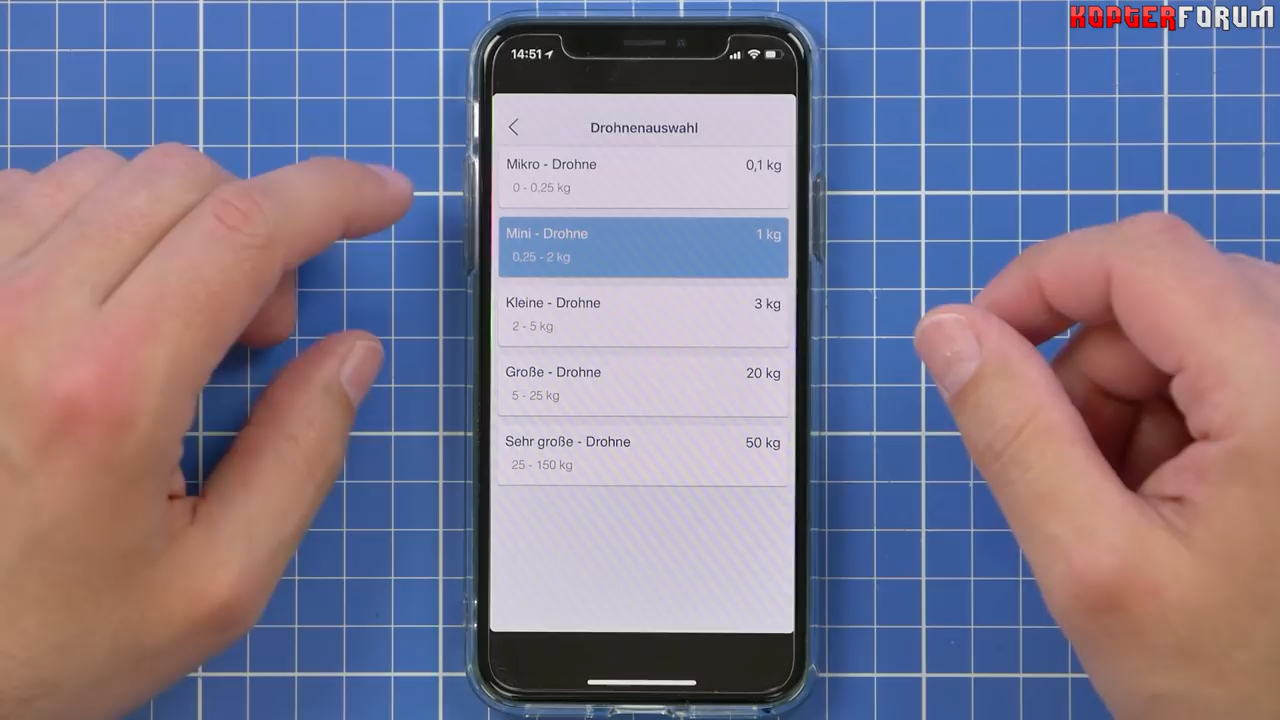 KOPTERFORUM
14:51
Drohnenauswahl
Mikro - Drohne 0,1 kg
0 - 0.25 kg
Mini - Drohne 1 kg
0,25 - 2 kg
Kleine - Drohne 3 kg
2 - 5 kg
Große - Drohne 20 kg
5 - 25 kg
Sehr große - Drohne 50 kg
25 - 150 kg